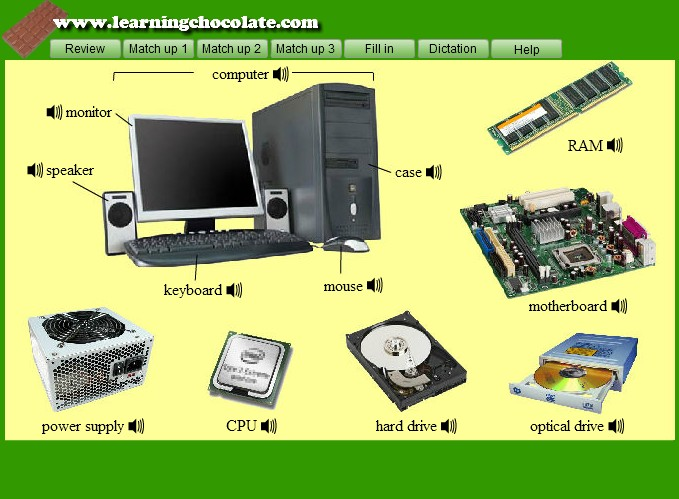 www.learningchocolate.com
Review Match up 1 Match up 2 Match up 3 Fill in Dictation Help
computer
monitor
speaker
case
RAM
keyboard
mouse
motherboard
power supply
CPU
hard drive
optical drive